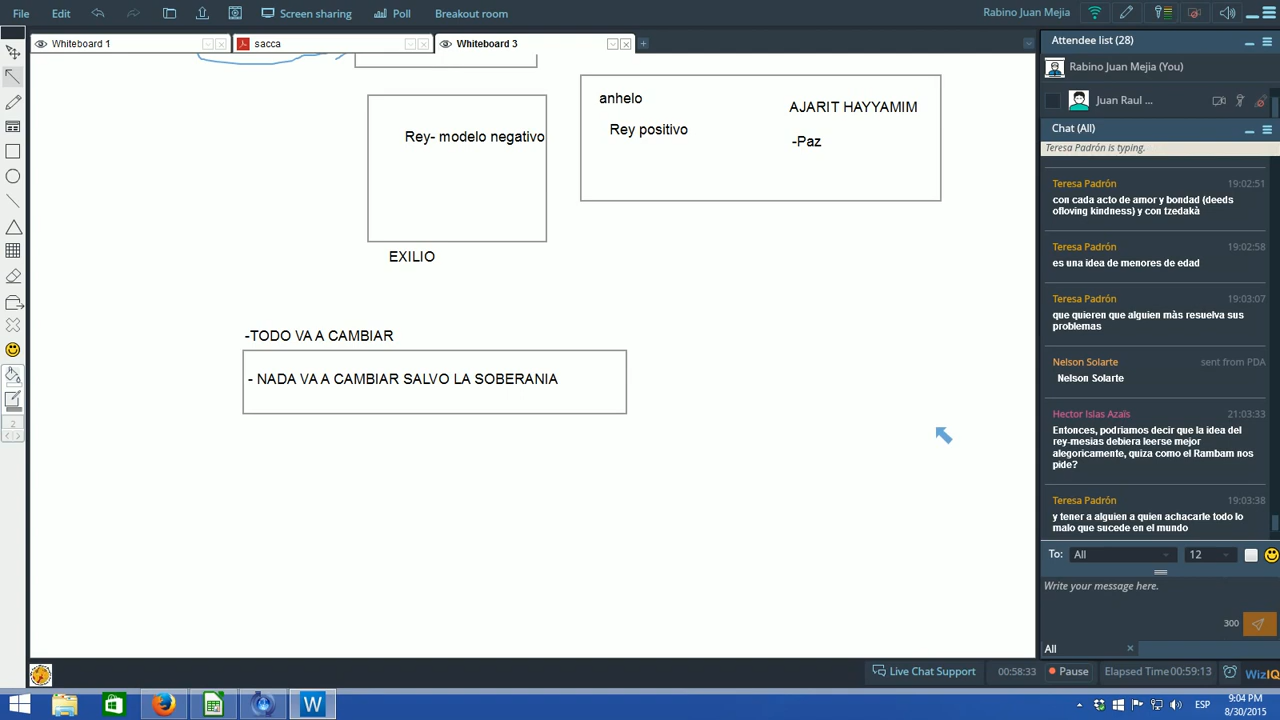 File Edit Screen sharing Poll Breakout room Rabino Juan Mejia
Whiteboard 1 sacca Whiteboard 3
anhelo
AJARIT HAYYAMIM
Rey positivo
-Paz
Rey- modelo negativo
EXILIO
-TODO VA A CAMBIAR
- NADA VA A CAMBIAR SALVO LA SOBERANIA
2
Attendee list (28)
Rabino Juan Mejia (You)
Juan Raul ...
Chat (All)
Teresa Padrón is typing.
Teresa Padrón 19:02:51
con cada acto de amor y bondad (deeds
ofloving kindness) y con tzedakà
Teresa Padrón 19:02:58
es una idea de menores de edad
Teresa Padrón 19:03:07
que quieren que alguien màs resuelva sus
problemas
Nelson Solarte sent from PDA
Nelson Solarte
Hector Islas Azaïs 21:03:33
Entonces, podriamos decir que la idea del
rey-mesias debiera leerse mejor
alegoricamente, quiza como el Rambam nos
pide?
Teresa Padrón 19:03:38
y tener a alguien a quien achacarle todo lo
malo que sucede en el mundo
To: All 12
Write your message here.
300
All
Live Chat Support 00:58:33 Pause Elapsed Time 00:59:13 WizIQ
W ESP 9:04 PM
8/30/2015